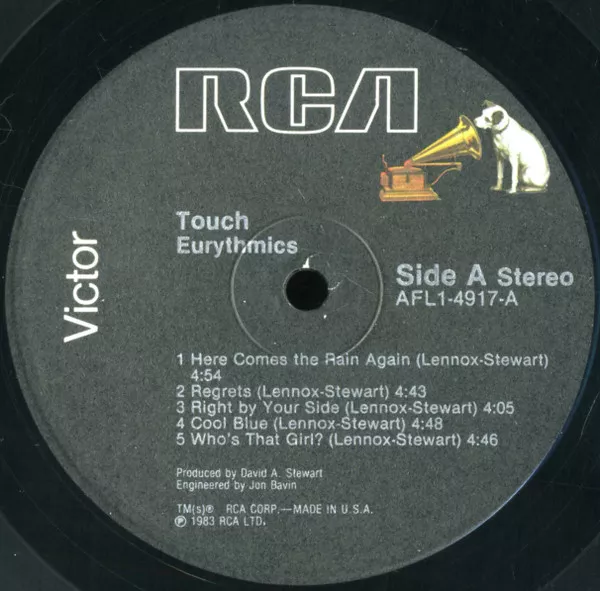 RCA
Victor
Touch
Eurythmics
Side A Stereo
AFL1-4917-A
1 Here Comes the Rain Again (Lennox-Stewart)
4:54
2 Regrets (Lennox-Stewart) 4:43
3 Right by Your Side (Lennox-Stewart) 4:05
4 Cool Blue (Lennox-Stewart) 4:48
5 Who's That Girl? (Lennox-Stewart) 4:46
Produced by David A. Stewart
Engineered by Jon Bavin
TM(s)® RCA CORP.—MADE IN U.S.A.
℗ 1983 RCA LTD.